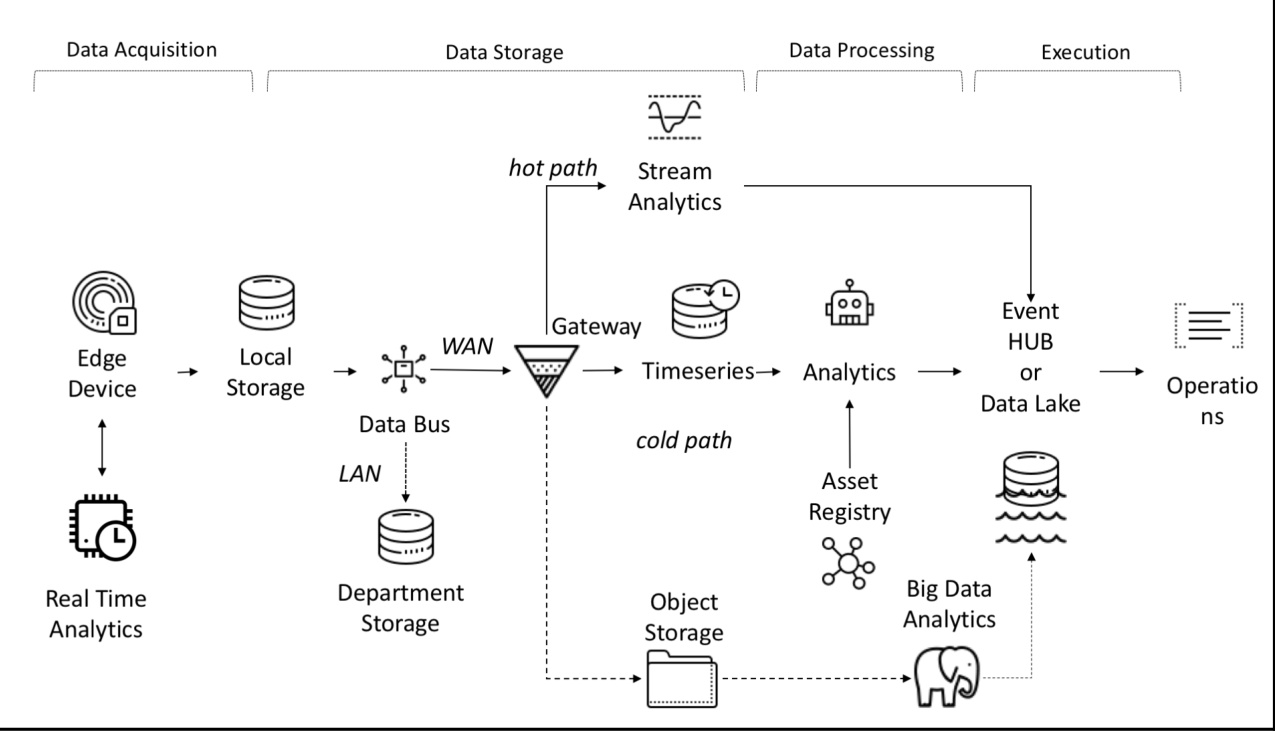 Data Acquisition
Data Storage
Data Processing
Execution
hot path
Stream
Analytics
Edge
Device
Local
Storage
Data Bus
WAN
Gateway
Timeseries
Analytics
Event
HUB
or
Data Lake
Operatio
ns
LAN
cold path
Department
Storage
Asset
Registry
Real Time
Analytics
Object
Storage
Big Data
Analytics